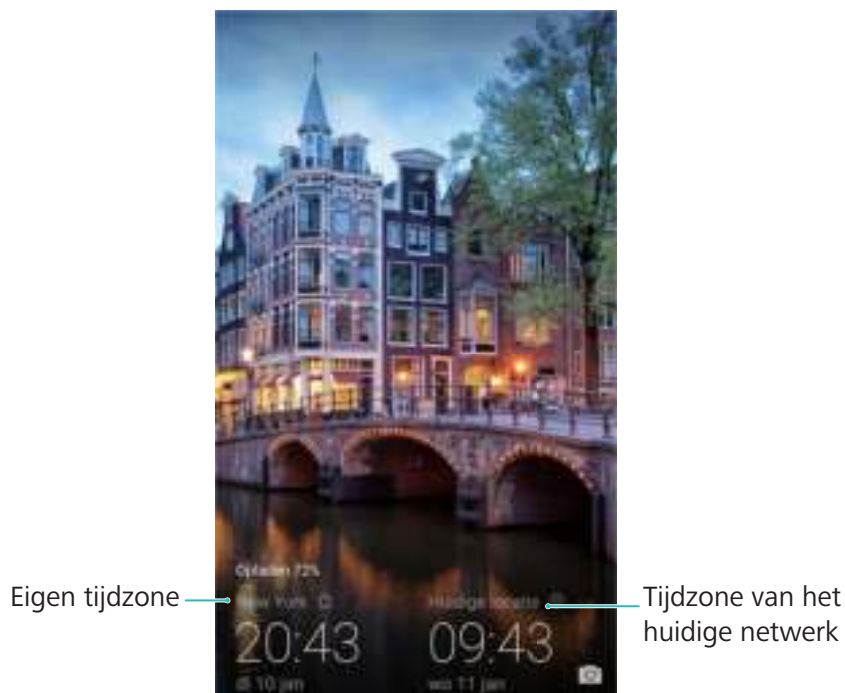 Opladen 72%
Eigen tijdzone
New York
Huidige locatie
Tijdzone van het
huidige netwerk
20:43
09:43
di 10 jan
wo 11 jan